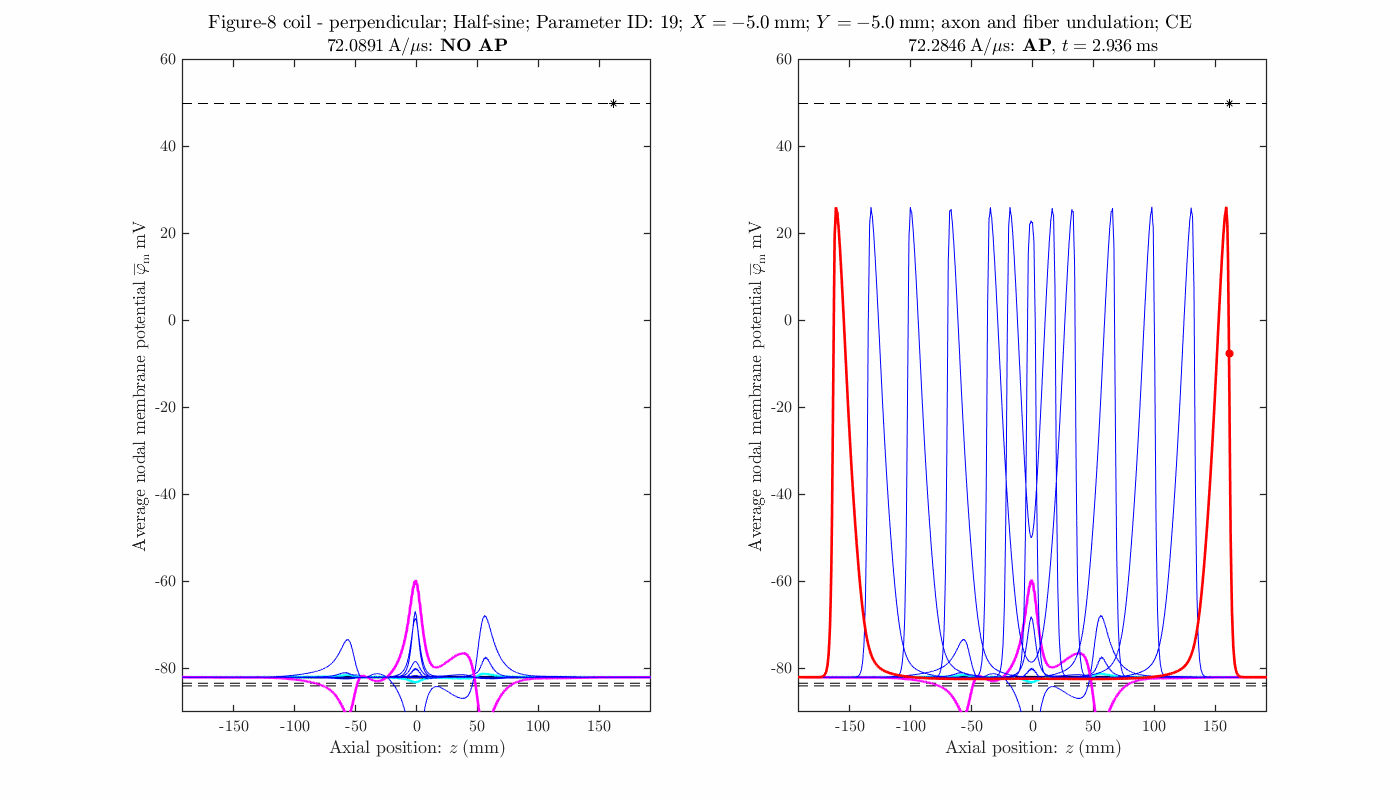 Figure-8 coil - perpendicular; Half-sine; Parameter ID: 19; X = −5.0 mm; Y = −5.0 mm; axon and fiber undulation; CE
72.0891 A/μs: NO AP
60
40
20
0
-20
-40
-60
-80
Average nodal membrane potential φ̅m mV
-150 -100 -50 0 50 100 150
Axial position: z (mm)
72.2846 A/μs: AP, t = 2.936 ms
60
40
20
0
-20
-40
-60
-80
Average nodal membrane potential φ̅m mV
-150 -100 -50 0 50 100 150
Axial position: z (mm)